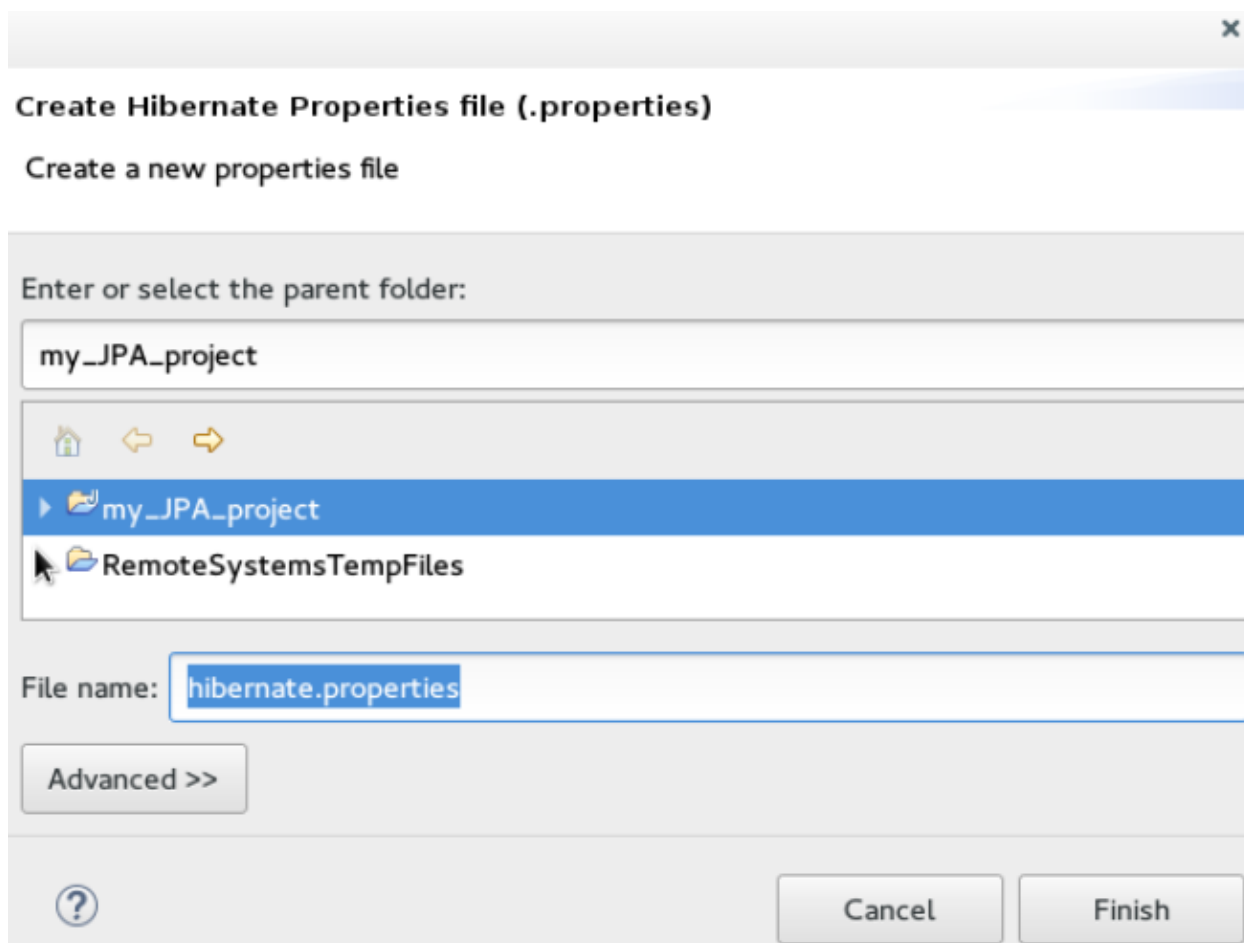 Create Hibernate Properties file (.properties)
Create a new properties file
Enter or select the parent folder:
my_JPA_project
my_JPA_project
RemoteSystemsTempFiles
File name: hibernate.properties
Advanced >>
? Cancel Finish